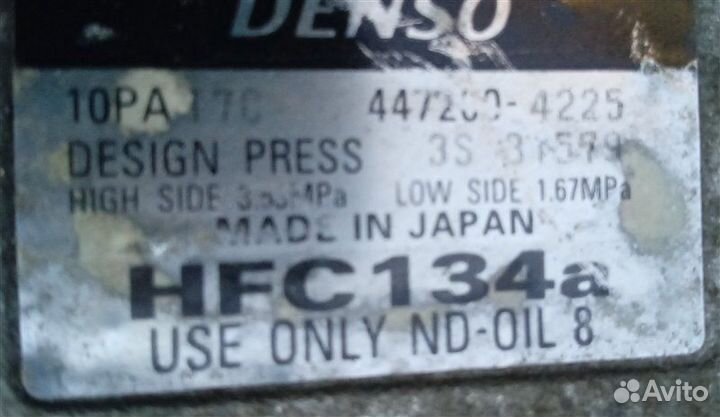 DENSO
10PA17C 447200-4225
DESIGN PRESS 3S
HIGH SIDE LOW SIDE 1.67MPa
MADE IN JAPAN
HFC134a
USE ONLY ND-OIL 8
Avito